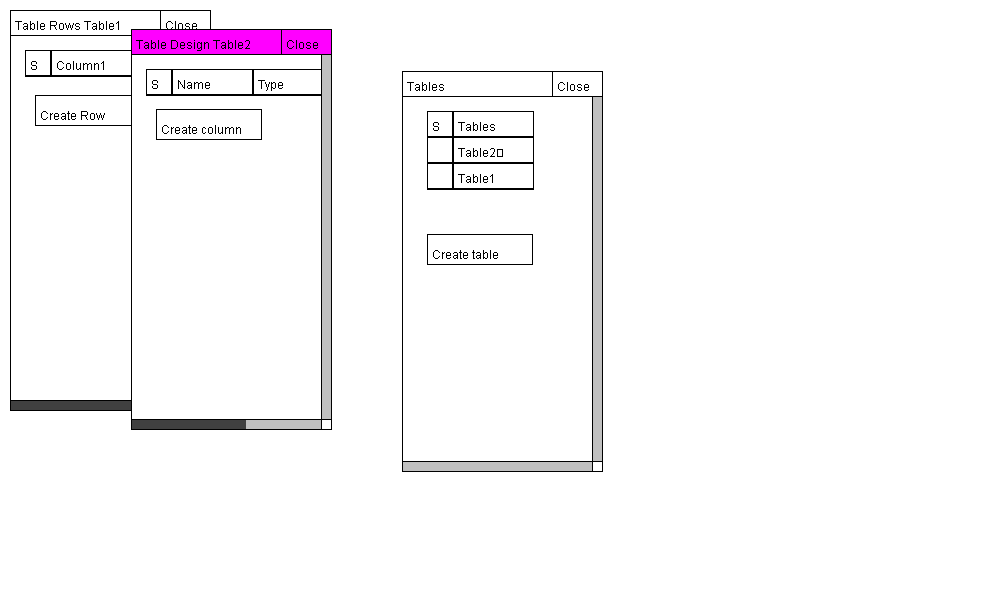 Table Rows Table1 Close
S Column1
Create Row
Table Design Table2 Close
S Name Type
Create column
Tables Close
S Tables
Table2▯
Table1
Create table